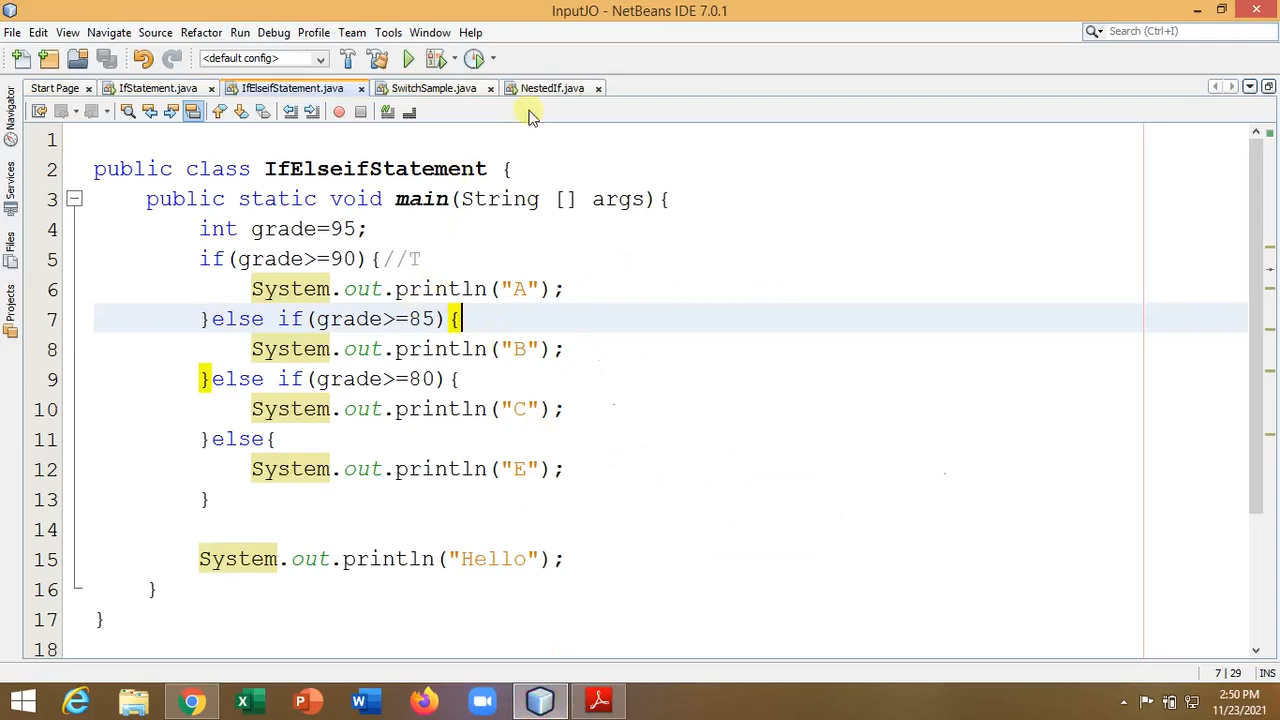 InputJO - NetBeans IDE 7.0.1
File Edit View Navigate Source Refactor Run Debug Profile Team Tools Window Help
Search (Ctrl+I)
<default config>
Start Page IfStatement.java IfElseifStatement.java SwitchSample.java NestedIf.java
Navigator
Services
Files
Projects
1
2 public class IfElseifStatement {
3 public static void main(String [] args){
4 int grade=95;
5 if(grade>=90){//T
6 System.out.println("A");
7 }else if(grade>=85){
8 System.out.println("B");
9 }else if(grade>=80){
10 System.out.println("C");
11 }else{
12 System.out.println("E");
13 }
14
15 System.out.println("Hello");
16 }
17 }
18
7 | 29 INS
2:50 PM
11/23/2021